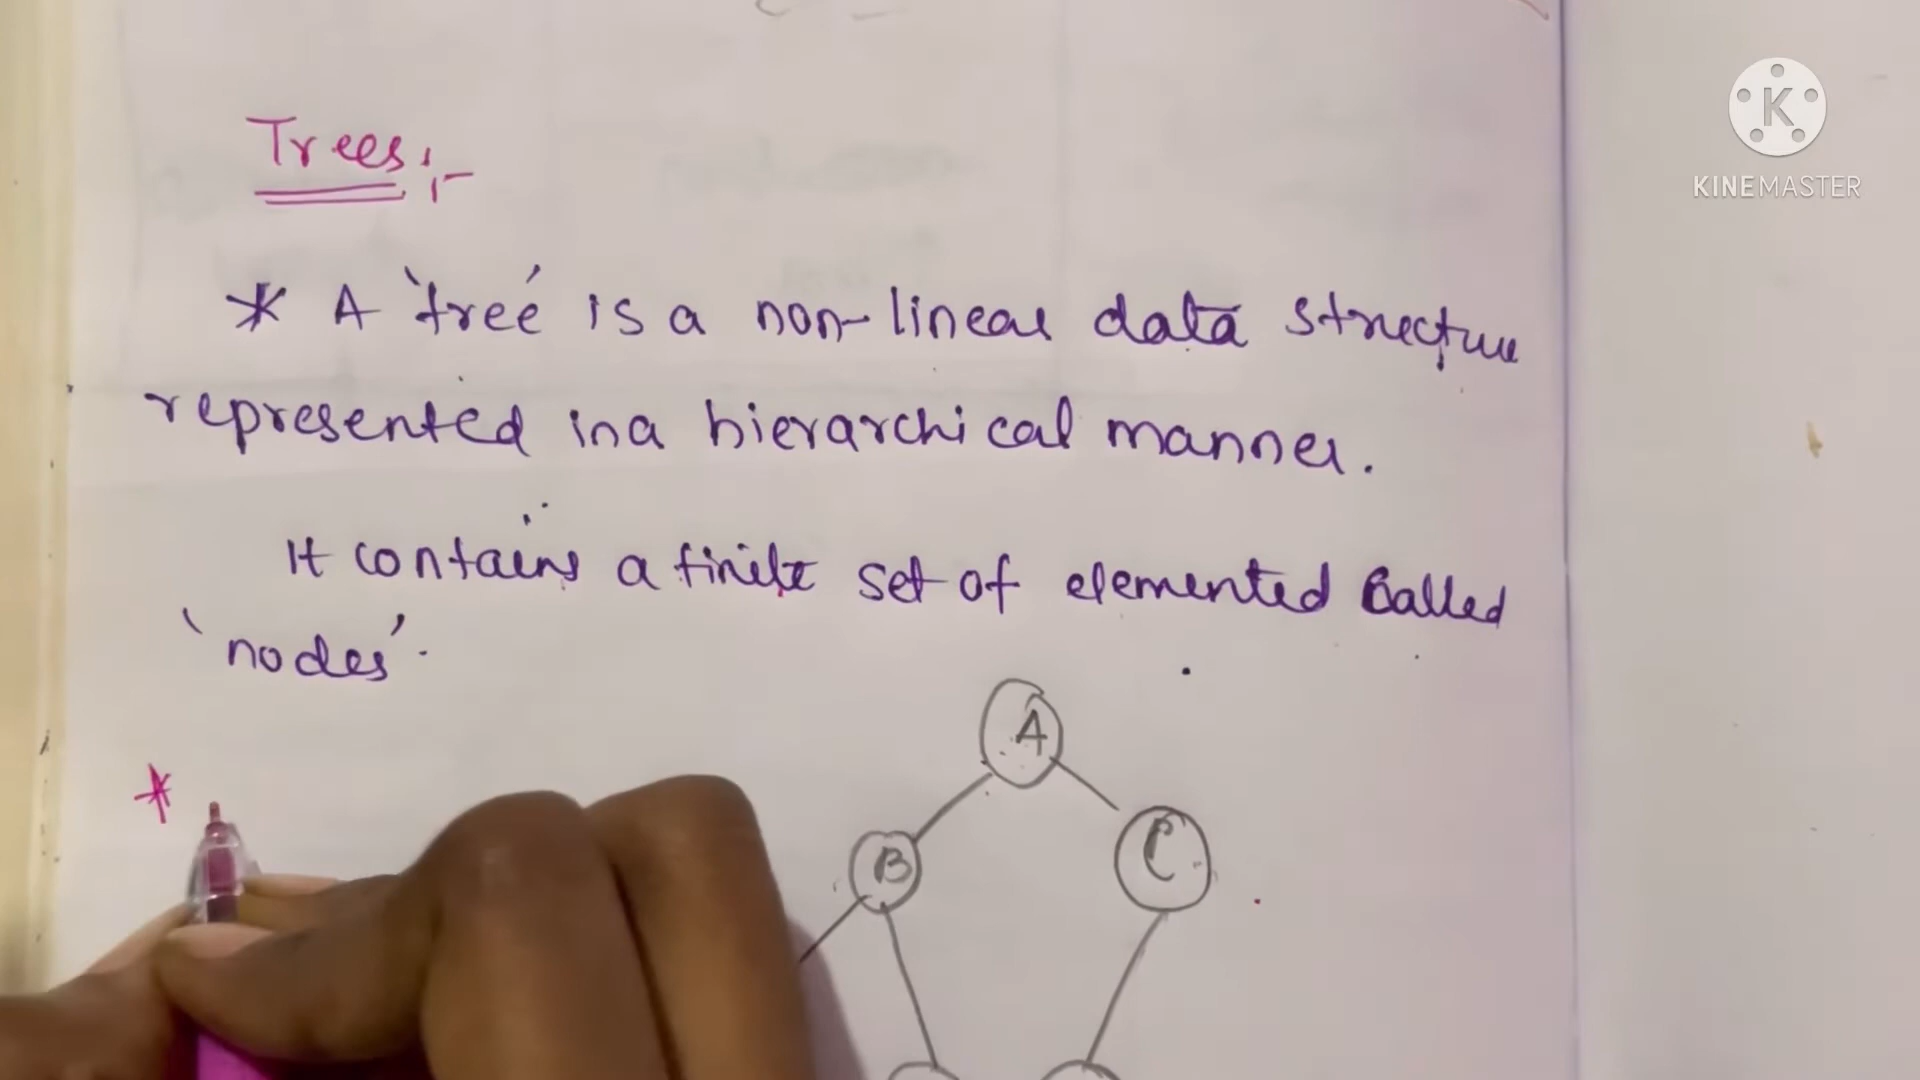 Trees:-
* A 'tree' is a non-linear data structure
represented in a hierarchical manner.
It contains a finite set of elemented called
'nodes'.
A
B
C
*
K
KINEMASTER